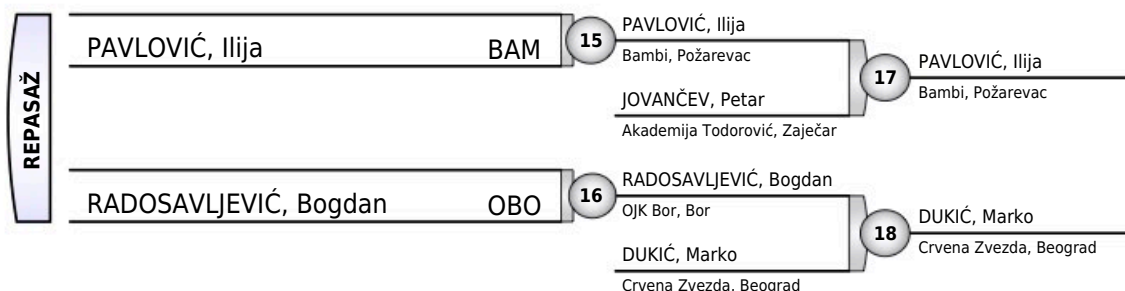 REPASAŽ
PAVLOVIĆ, Ilija BAM
15
PAVLOVIĆ, Ilija
Bambi, Požarevac
JOVANČEV, Petar
Akademija Todorović, Zaječar
17
PAVLOVIĆ, Ilija
Bambi, Požarevac
RADOSAVLJEVIĆ, Bogdan OBO
16
RADOSAVLJEVIĆ, Bogdan
OJK Bor, Bor
DUKIĆ, Marko
Crvena Zvezda, Beograd
18
DUKIĆ, Marko
Crvena Zvezda, Beograd